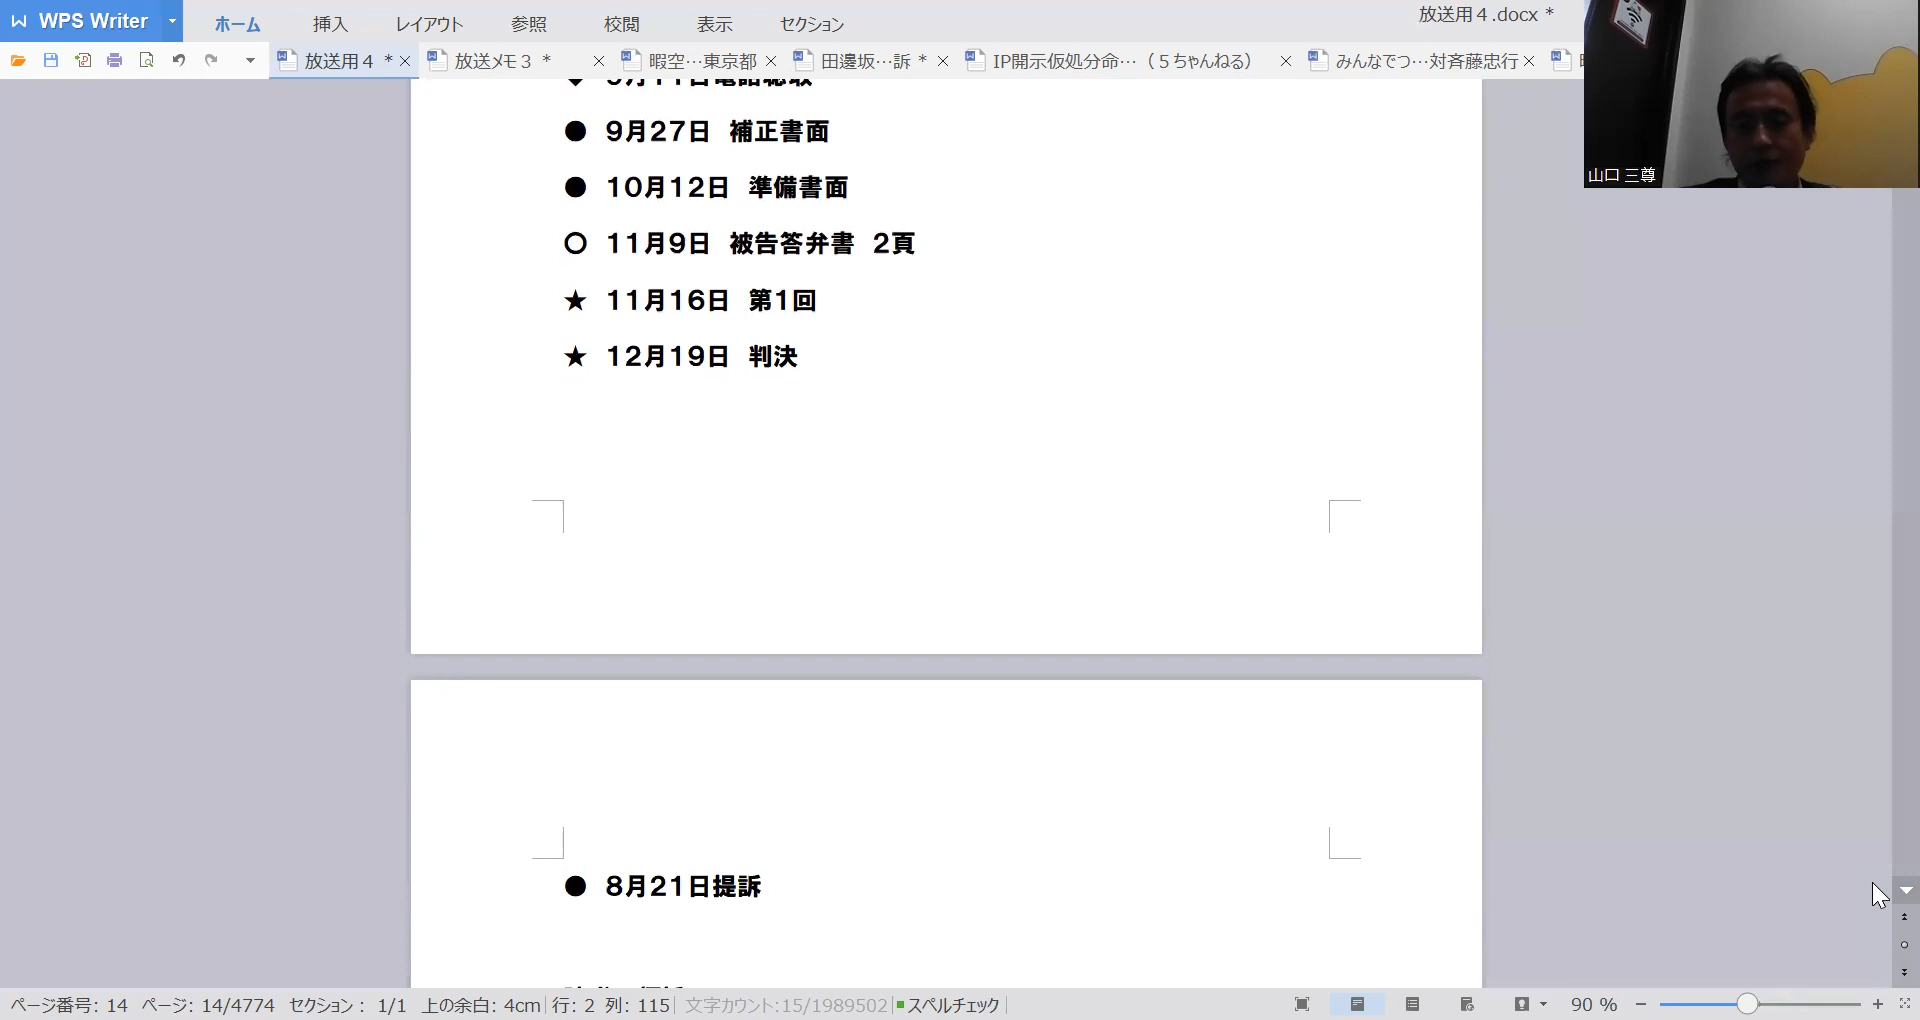 WPS Writer
ホーム
挿入
レイアウト
参照
校閲
表示
セクション
放送用４.docx *
放送用４ *
放送メモ３ *
暇空…東京都
田邊坂…訴 *
IP開示仮処分命…（５ちゃんねる）
みんなでつ…対斉藤忠行
山口 三尊
● 9月27日 補正書面
● 10月12日 準備書面
○ 11月9日 被告答弁書 2頁
★ 11月16日 第1回
★ 12月19日 判決
● 8月21日提訴
ページ番号: 14 ページ: 14/4774 セクション: 1/1 上の余白: 4cm 行: 2 列: 115 文字カウント:15/1989502 スペルチェック 90 %